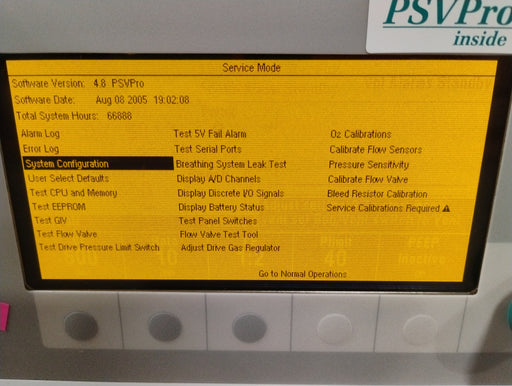 PSVPro
inside
Service Mode
Software Version: 4.8 PSVPro
Software Date: Aug 08 2005 19:02:08
Total System Hours: 66888
Alarm Log
Error Log
System Configuration
User Select Defaults
Test CPU and Memory
Test EEPROM
Test GIV
Test Flow Valve
Test Drive Pressure Limit Switch
Test 5V Fail Alarm
Test Serial Ports
Breathing System Leak Test
Display A/D Channels
Display Discrete I/O Signals
Display Battery Status
Test Panel Switches
Flow Valve Test Tool
Adjust Drive Gas Regulator
O2 Calibrations
Calibrate Flow Sensors
Pressure Sensitivity
Calibrate Flow Valve
Bleed Resistor Calibration
Service Calibrations Required ⚠
Go to Normal Operations
10
40
Inactive